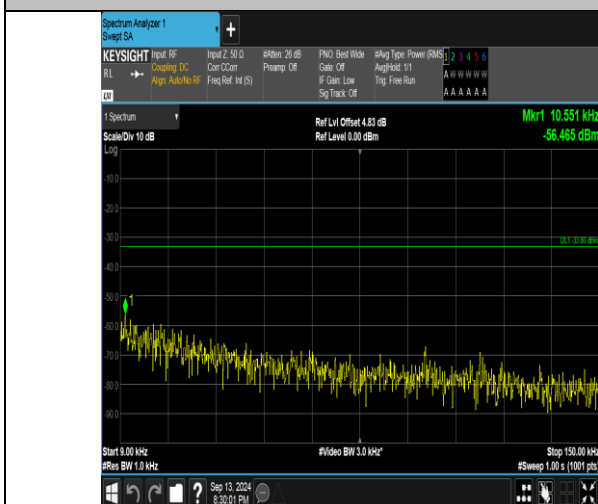 Spectrum Analyzer 1
Swept SA
+
KEYSIGHT Input: RF Input Z: 50 Ω #Atten: 26 dB PNO: Best Wide #Avg Type: Power (RMS 1 2 3 4 5 6
RL Coupling: DC Corr CCorr Preamp: Off Gate: Off Avg|Hold: 1/1 A W W W W W
Align: Auto/No RF Freq Ref: Int (S) IF Gain: Low Trig: Free Run
Sig Track: Off A A A A A A
1 Spectrum Ref Lvl Offset 4.83 dB Mkr1 10.551 kHz
Scale/Div 10 dB Ref Level 0.00 dBm -56.465 dBm
Log
-10.0
-20.0
-30.0
DL1 -33.00 dBm
-40.0
-50.0
1
-60.0
-70.0
-80.0
-90.0
Start 9.00 kHz #Video BW 3.0 kHz* Stop 150.00 kHz
#Res BW 1.0 kHz #Sweep 1.00 s (1001 pts)
? Sep 13, 2024
8:30:01 PM